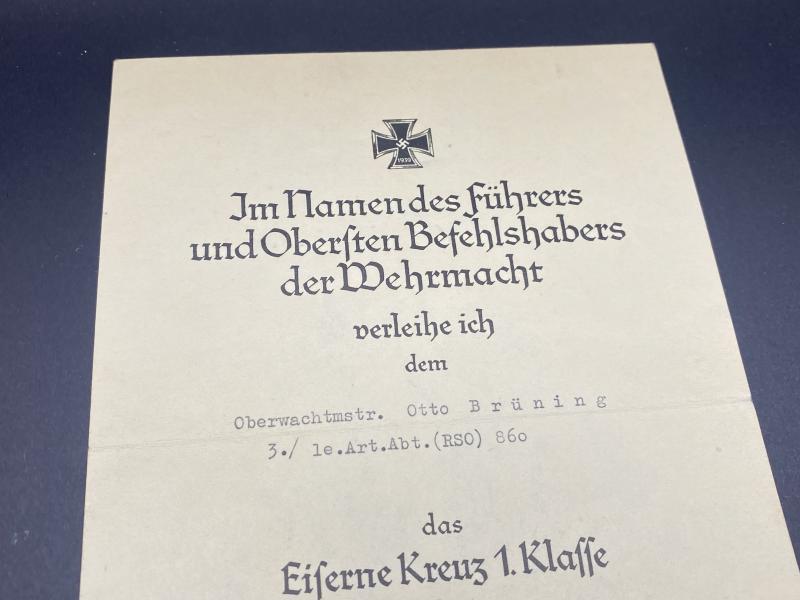 1939
Im Namen des Führers
und Oberſten Befehlshabers
der Wehrmacht
verleihe ich
dem
Oberwachtmstr. Otto B r ü n i n g
3./ le.Art.Abt.(RSO) 860
das
Eiſerne Kreuz 1. Klaſſe